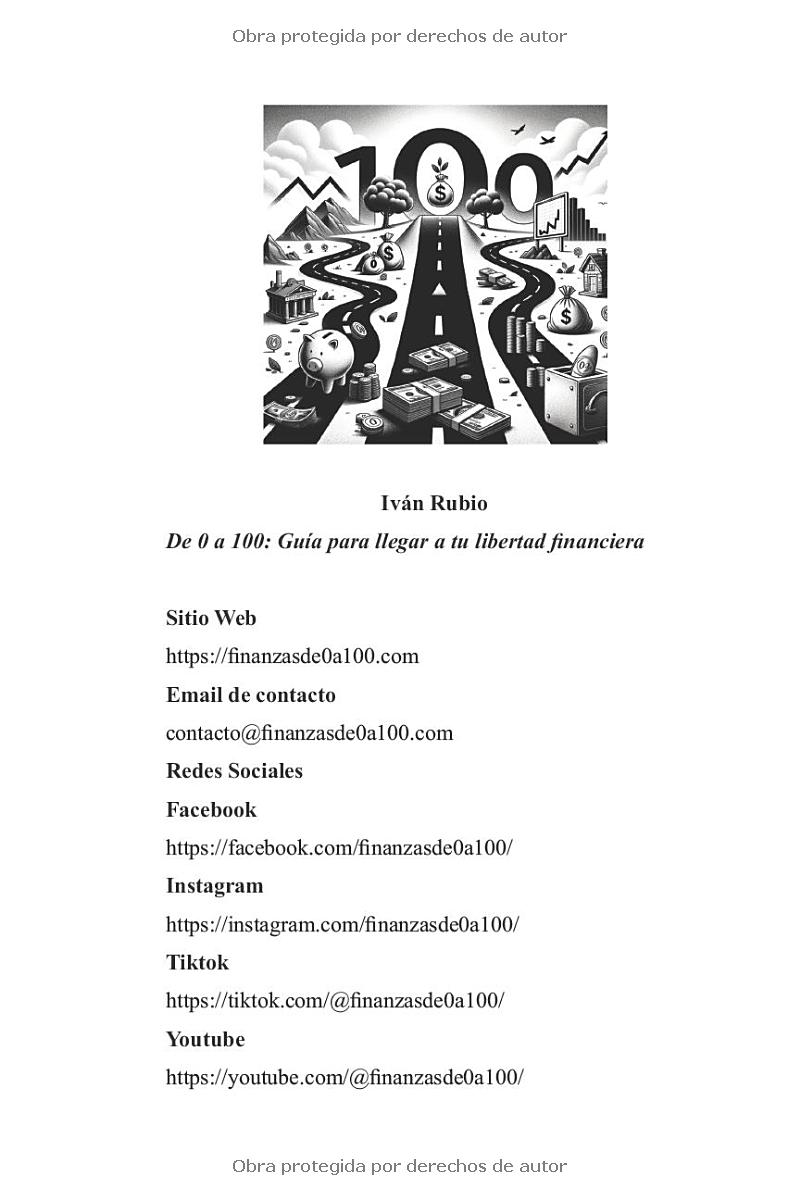 Obra protegida por derechos de autor
100
$
$
$
Iván Rubio
De 0 a 100: Guía para llegar a tu libertad financiera
Sitio Web
https://finanzasde0a100.com
Email de contacto
contacto@finanzasde0a100.com
Redes Sociales
Facebook
https://facebook.com/finanzasde0a100/
Instagram
https://instagram.com/finanzasde0a100/
Tiktok
https://tiktok.com/@finanzasde0a100/
Youtube
https://youtube.com/@finanzasde0a100/
Obra protegida por derechos de autor